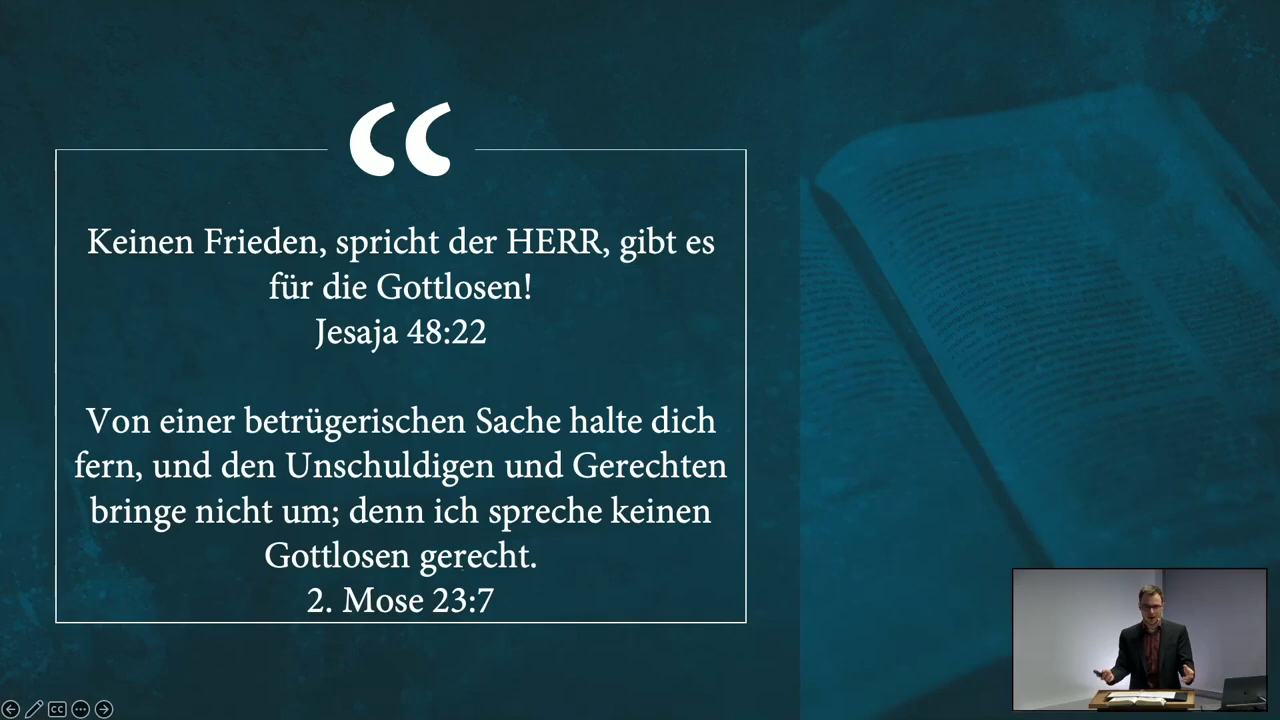 Keinen Frieden, spricht der HERR, gibt es
für die Gottlosen!
Jesaja 48:22
Von einer betrügerischen Sache halte dich
fern, und den Unschuldigen und Gerechten
bringe nicht um; denn ich spreche keinen
Gottlosen gerecht.
2. Mose 23:7